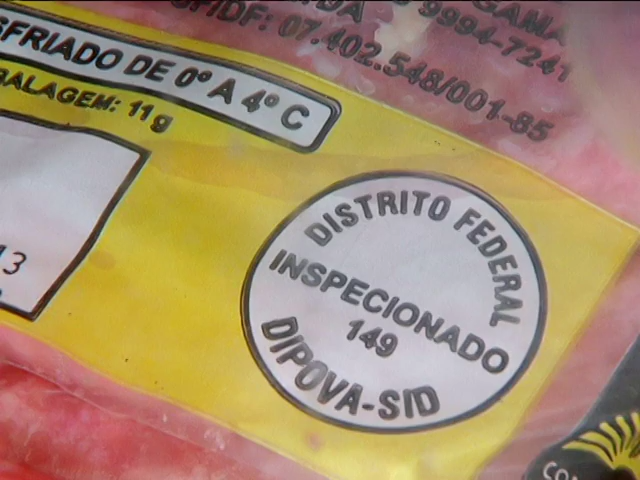 GAMA
9994-7241
/DF: 07.402.548/001-85
SFRIADO DE 0° A 4° C
BALAGEM: 11g
13
DISTRITO FEDERAL
INSPECIONADO
149
DIPOVA-SID